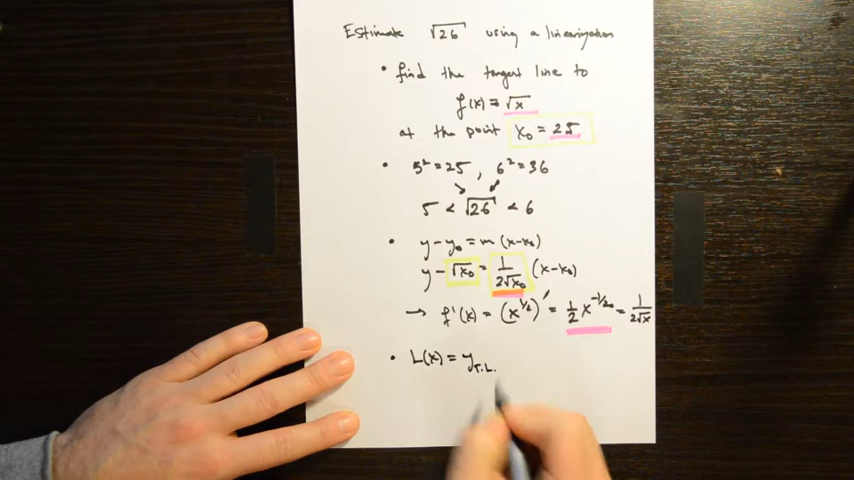 Estimate √26 using a linearization
• find the tangent line to
f(x) = √x
at the point x₀ = 25
• 5² = 25 , 6² = 36
↘ ↙
5 < √26 < 6
• y - y₀ = m (x - x₀)
y - √x₀ = 1/(2√x₀) (x - x₀)
→ f'(x) = (x^(1/2))' = 1/2 x^(-1/2) = 1/(2√x)
• L(x) = y_T.L.